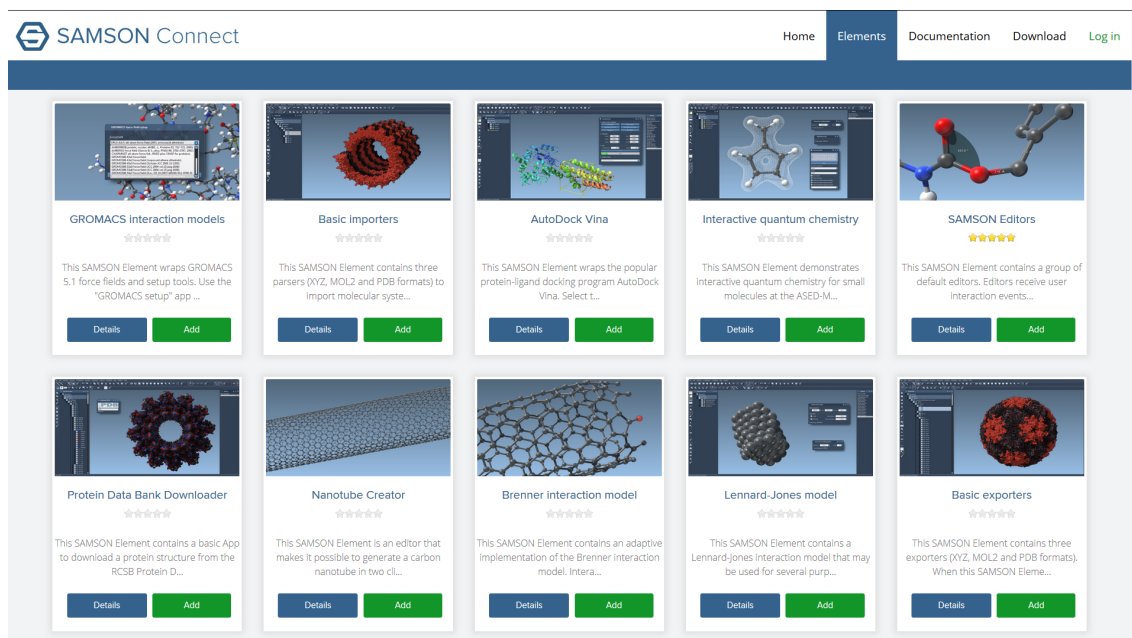 SAMSON Connect
Home Elements Documentation Download Log in
GROMACS interaction models
This SAMSON Element wraps GROMACS
5.1 force fields and setup tools. Use the
"GROMACS setup" app ...
Details Add
Basic importers
This SAMSON Element contains three
parsers (XYZ, MOL2 and PDB formats) to
import molecular syste...
Details Add
AutoDock Vina
This SAMSON Element wraps the popular
protein-ligand docking program AutoDock
Vina. Select t...
Details Add
Interactive quantum chemistry
This SAMSON Element demonstrates
interactive quantum chemistry for small
molecules at the ASED-M...
Details Add
SAMSON Editors
This SAMSON Element contains a group of
default editors. Editors receive user
interaction events...
Details Add
Protein Data Bank Downloader
This SAMSON Element contains a basic App
to download a protein structure from the
RCSB Protein D...
Details Add
Nanotube Creator
This SAMSON Element is an editor that
makes it possible to generate a carbon
nanotube in two cli...
Details Add
Brenner interaction model
This SAMSON Element contains an adaptive
implementation of the Brenner interaction
model. Intera...
Details Add
Lennard-Jones model
This SAMSON Element contains a
Lennard-Jones interaction model that may
be used for several purp...
Details Add
Basic exporters
This SAMSON Element contains three
exporters (XYZ, MOL2 and PDB formats).
When this SAMSON Eleme...
Details Add